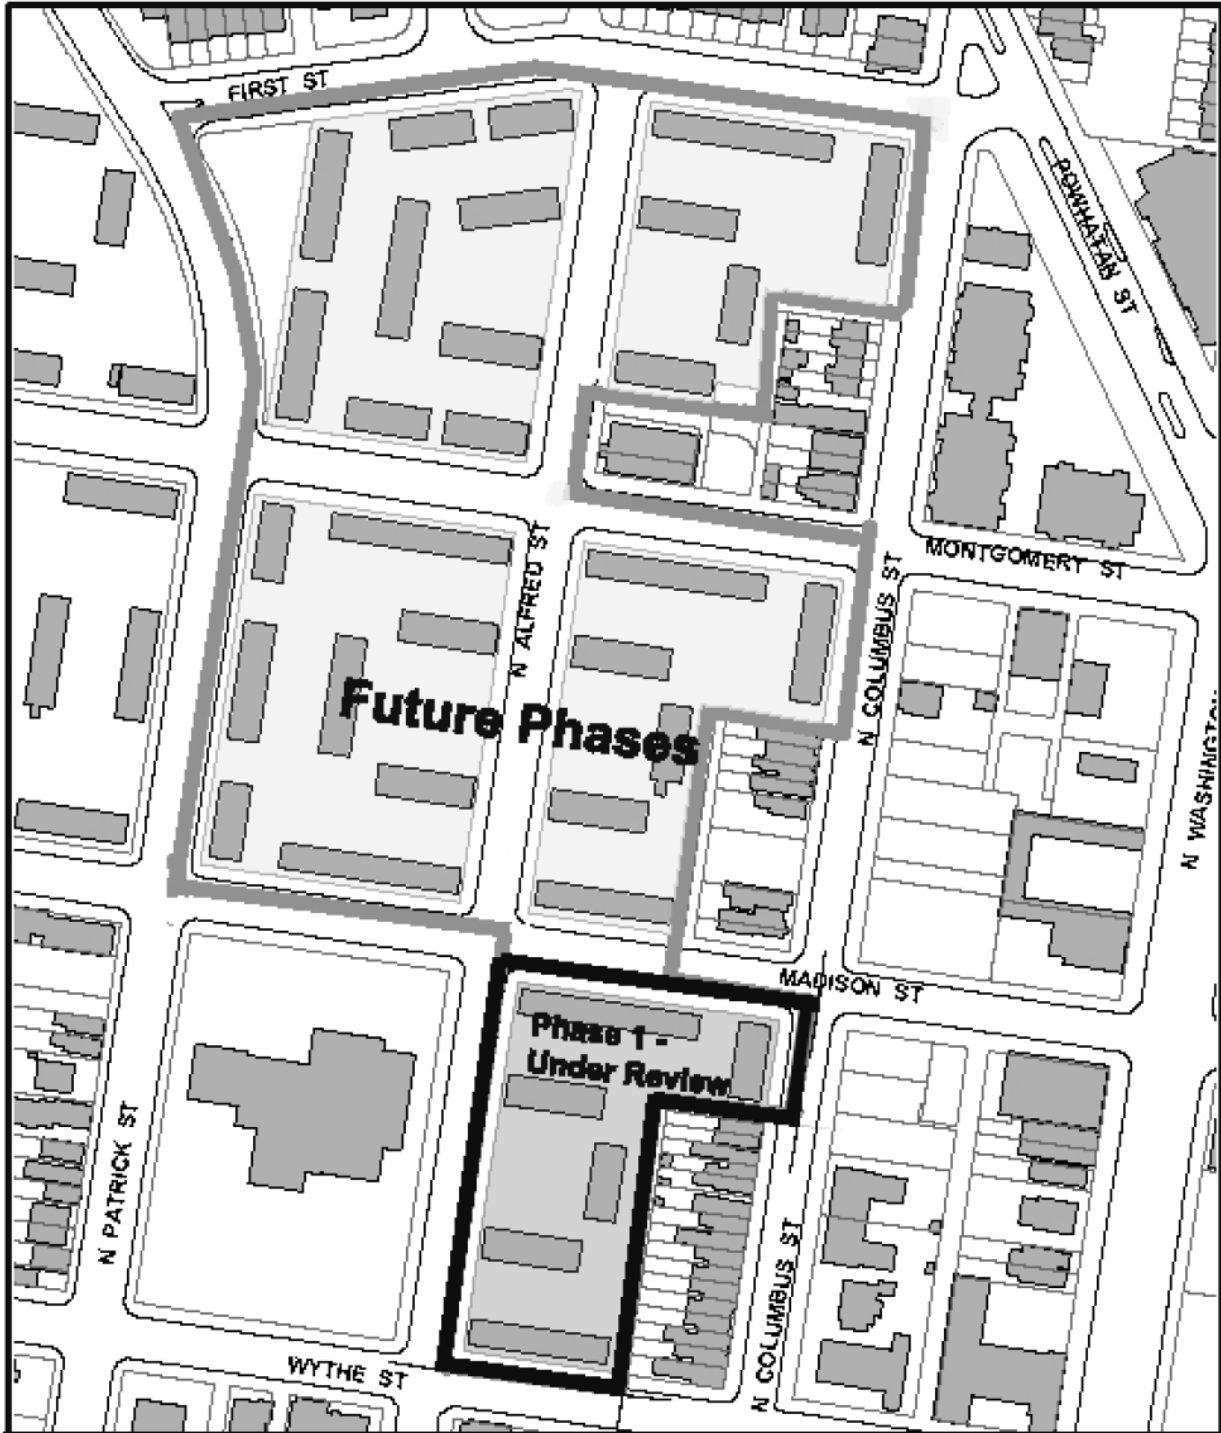 FIRST ST
POWHATAN ST
MONTGOMERT ST
N ALFRED ST
N COLUMBUS ST
Future Phases
N WASHINGTON
MADISON ST
Phase 1 -
Under Review
N PATRICK ST
N COLUMBUS ST
WYTHE ST